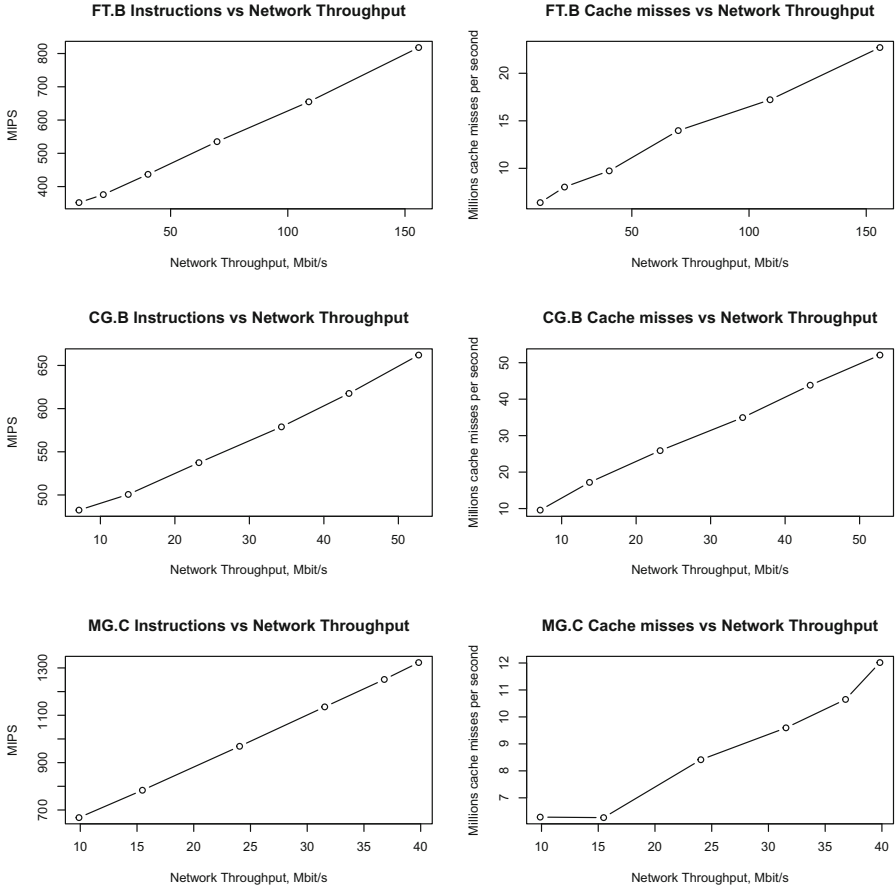 FT.B Instructions vs Network Throughput
MIPS
800
700
600
500
400
50 100 150
Network Throughput, Mbit/s
FT.B Cache misses vs Network Throughput
Millions cache misses per second
20
15
10
50 100 150
Network Throughput, Mbit/s
CG.B Instructions vs Network Throughput
MIPS
650
600
550
500
10 20 30 40 50
Network Throughput, Mbit/s
CG.B Cache misses vs Network Throughput
Millions cache misses per second
50
40
30
20
10
10 20 30 40 50
Network Throughput, Mbit/s
MG.C Instructions vs Network Throughput
MIPS
1300
1100
900
700
10 15 20 25 30 35 40
Network Throughput, Mbit/s
MG.C Cache misses vs Network Throughput
Millions cache misses per second
12
11
10
9
8
7
10 15 20 25 30 35 40
Network Throughput, Mbit/s